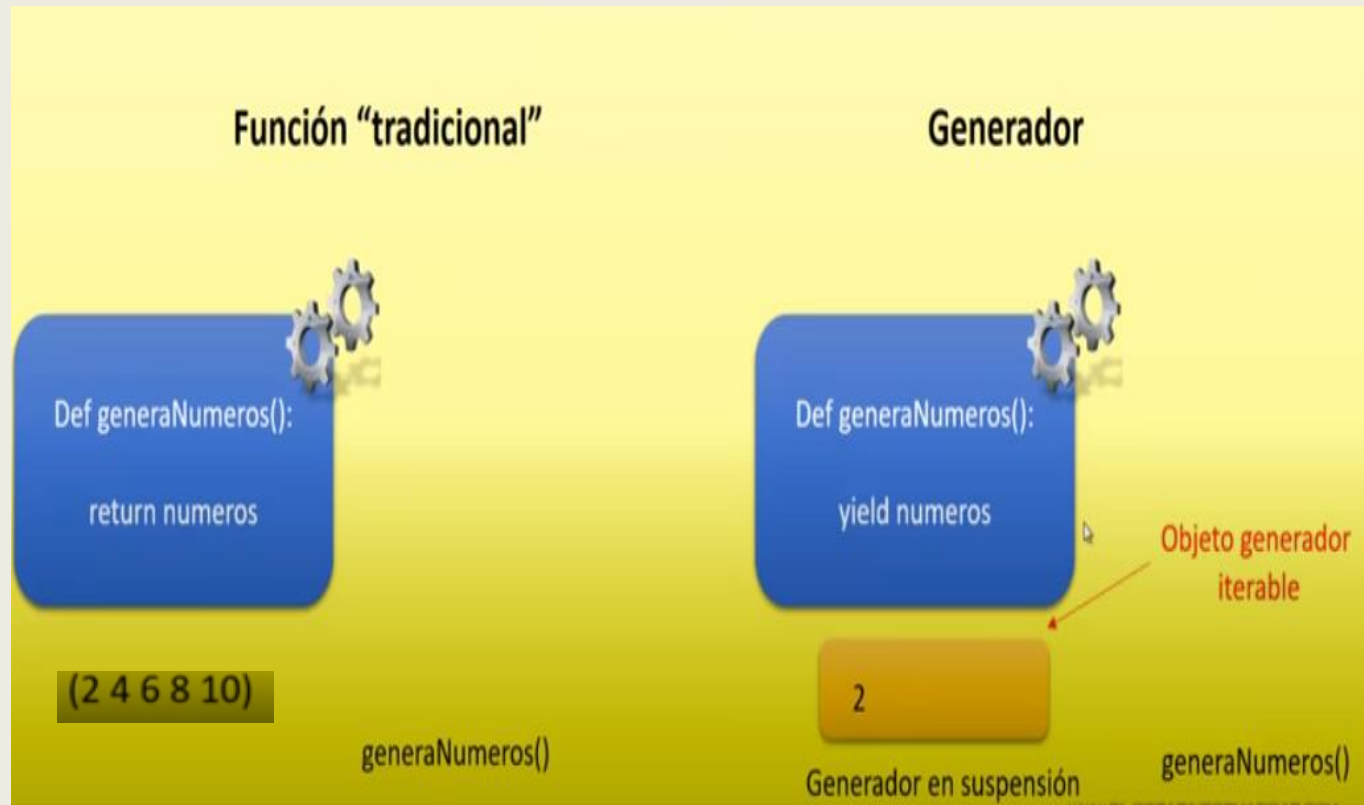 Función “tradicional”
Generador
Def generaNumeros():
return numeros
(2 4 6 8 10)
generaNumeros()
Def generaNumeros():
yield numeros
Objeto generador
iterable
2
Generador en suspensión
generaNumeros()